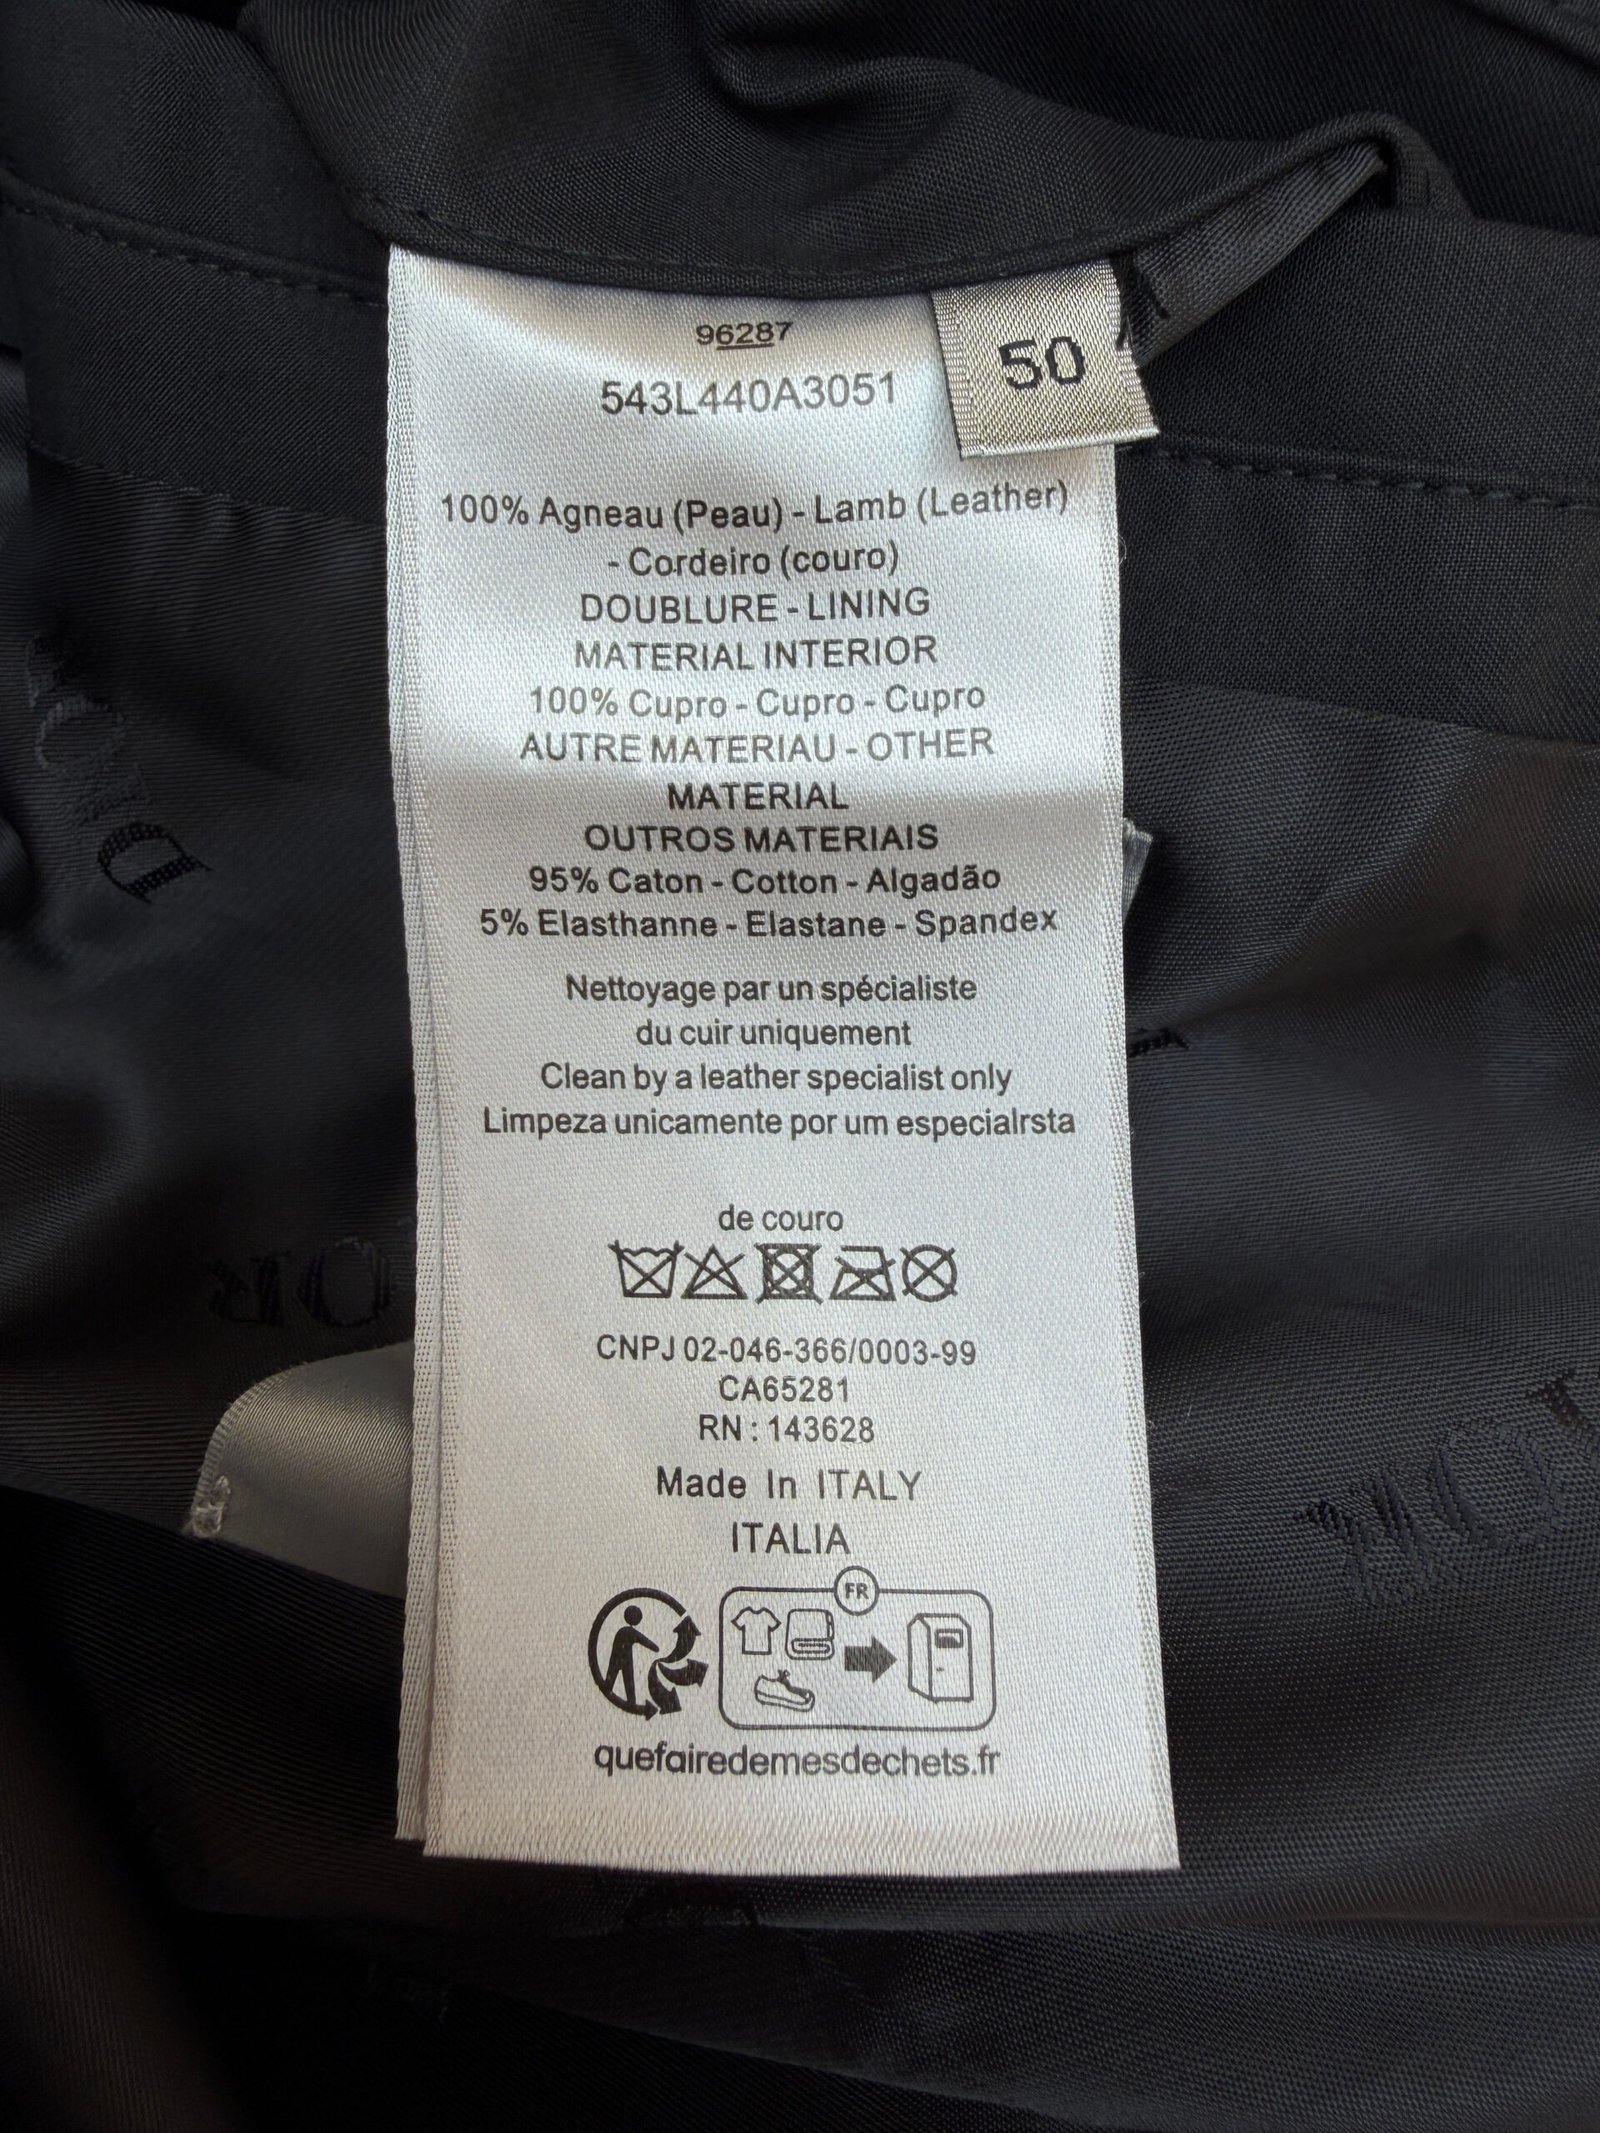 96287
543L440A3051
50
100% Agneau (Peau) - Lamb (Leather)
- Cordeiro (couro)
DOUBLURE - LINING
MATERIAL INTERIOR
100% Cupro - Cupro - Cupro
AUTRE MATERIAU - OTHER
MATERIAL
OUTROS MATERIAIS
95% Caton - Cotton - Algadão
5% Elasthanne - Elastane - Spandex
Nettoyage par un spécialiste
du cuir uniquement
Clean by a leather specialist only
Limpeza unicamente por um especialrsta
de couro
CNPJ 02-046-366/0003-99
CA65281
RN : 143628
Made In ITALY
ITALIA
FR
quefairedemesdechets.fr
DIOR
OR
IOR